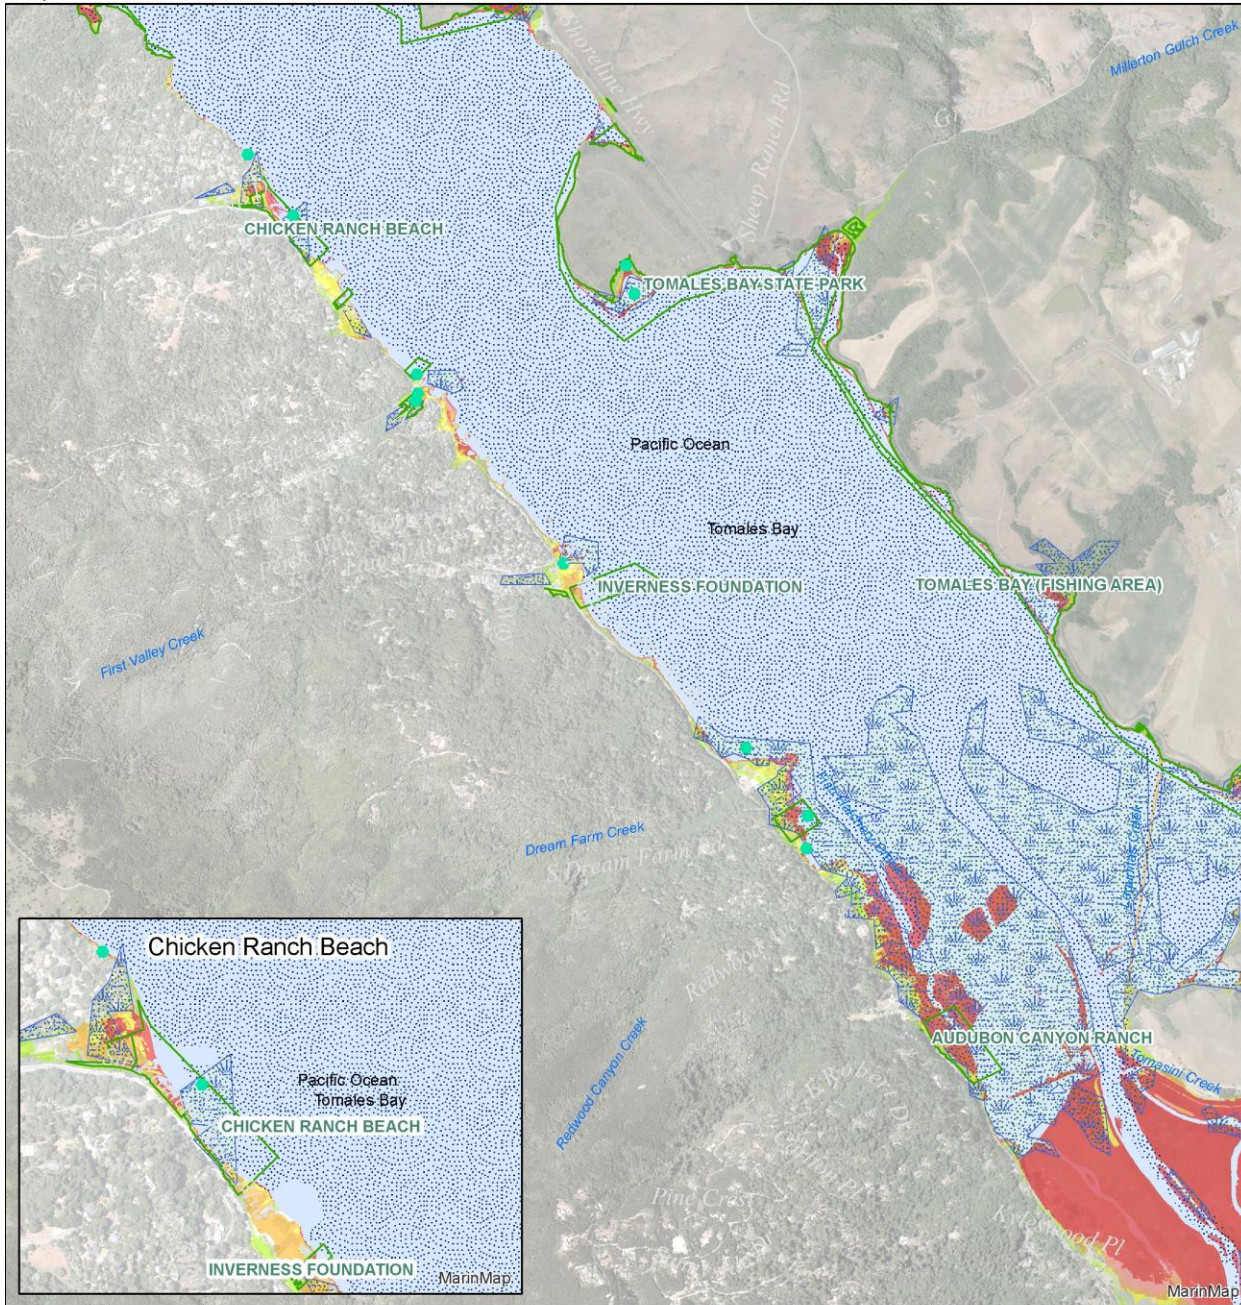 Millerton Gulch Creek
Shoreline Hwy
Sheep Ranch Rd
CHICKEN RANCH BEACH
TOMALES BAY STATE PARK
Pacific Ocean
Tomales Bay
INVERNESS FOUNDATION
TOMALES BAY (FISHING AREA)
First Valley Creek
Dream Farm Creek
S Dream Farm Rd
Redwood Canyon Creek
AUDUBON CANYON RANCH
Tomasini Creek
Pine Crest
Kyleswood Pl
MarinMap
Chicken Ranch Beach
Pacific Ocean
Tomales Bay
CHICKEN RANCH BEACH
INVERNESS FOUNDATION
MarinMap